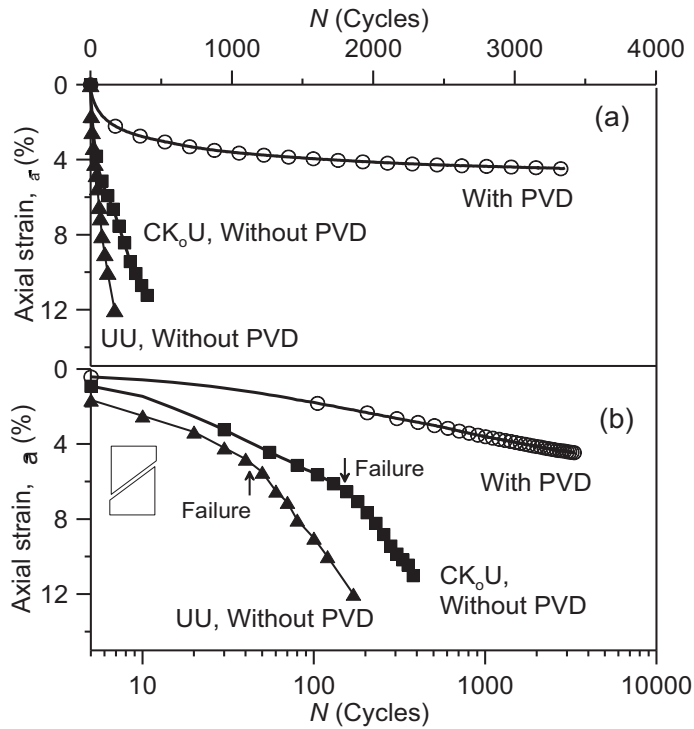 N (Cycles)
0 1000 2000 3000 4000
0
4
8
12
Axial strain, a (%)
(a)
With PVD
CKoU, Without PVD
UU, Without PVD
0
4
8
12
Axial strain, a (%)
(b)
With PVD
Failure
Failure
CKoU,
Without PVD
UU, Without PVD
5 10 100 1000 10000
N (Cycles)